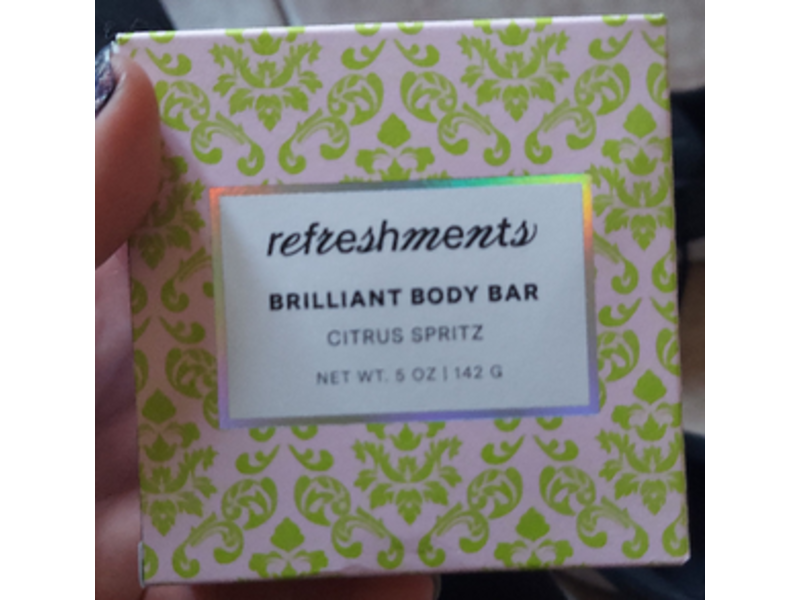 refreshments
BRILLIANT BODY BAR
CITRUS SPRITZ
NET WT. 5 OZ | 142 G